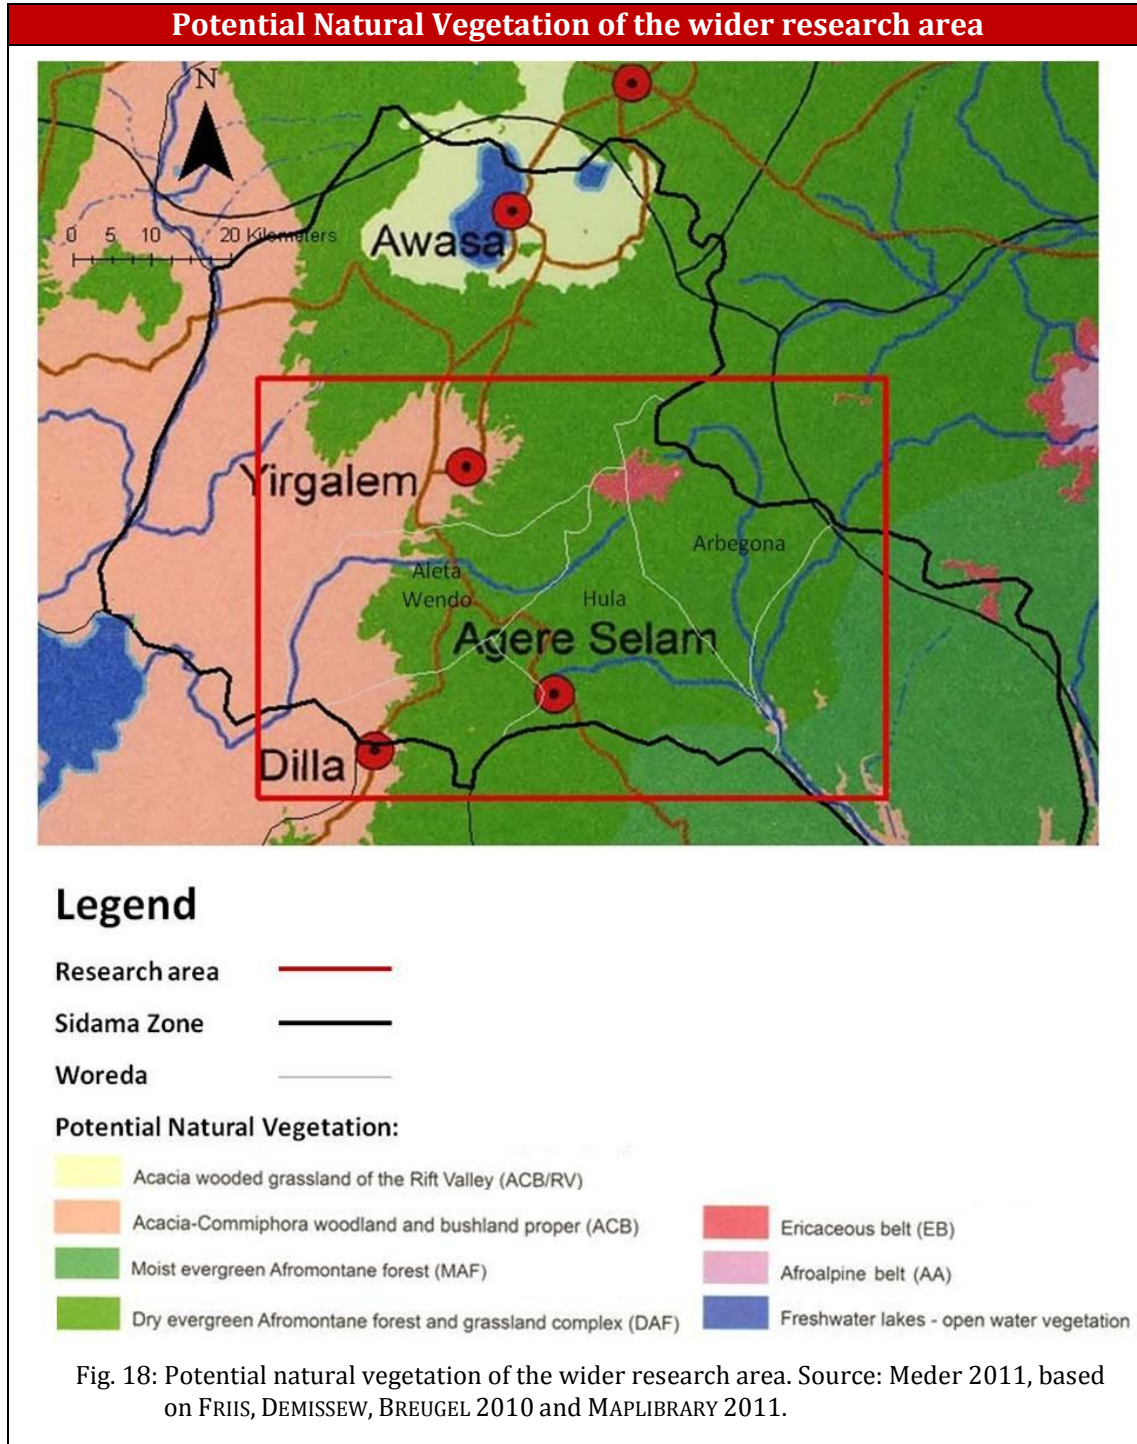 Potential Natural Vegetation of the wider research area
N
0 5 10 20 Kilometers
Awasa
Yirgalem
Arbegona
Aleta
Wendo
Hula
Agere Selam
Dilla
Legend
Research area
Sidama Zone
Woreda
Potential Natural Vegetation:
Acacia wooded grassland of the Rift Valley (ACB/RV)
Acacia-Commiphora woodland and bushland proper (ACB)
Moist evergreen Afromontane forest (MAF)
Dry evergreen Afromontane forest and grassland complex (DAF)
Ericaceous belt (EB)
Afroalpine belt (AA)
Freshwater lakes - open water vegetation
Fig. 18: Potential natural vegetation of the wider research area. Source: Meder 2011, based
on FRIIS, DEMISSEW, BREUGEL 2010 and MAPLIBRARY 2011.